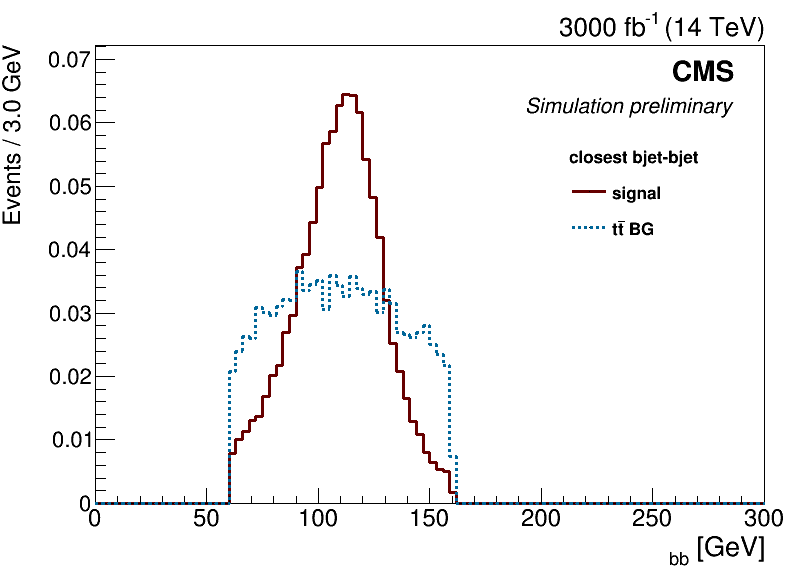 3000 fb⁻¹ (14 TeV)
Events / 3.0 GeV
CMS
Simulation preliminary
closest bjet-bjet
signal
tt̄ BG
0.07
0.06
0.05
0.04
0.03
0.02
0.01
0
0 50 100 150 200 250 300
bb [GeV]